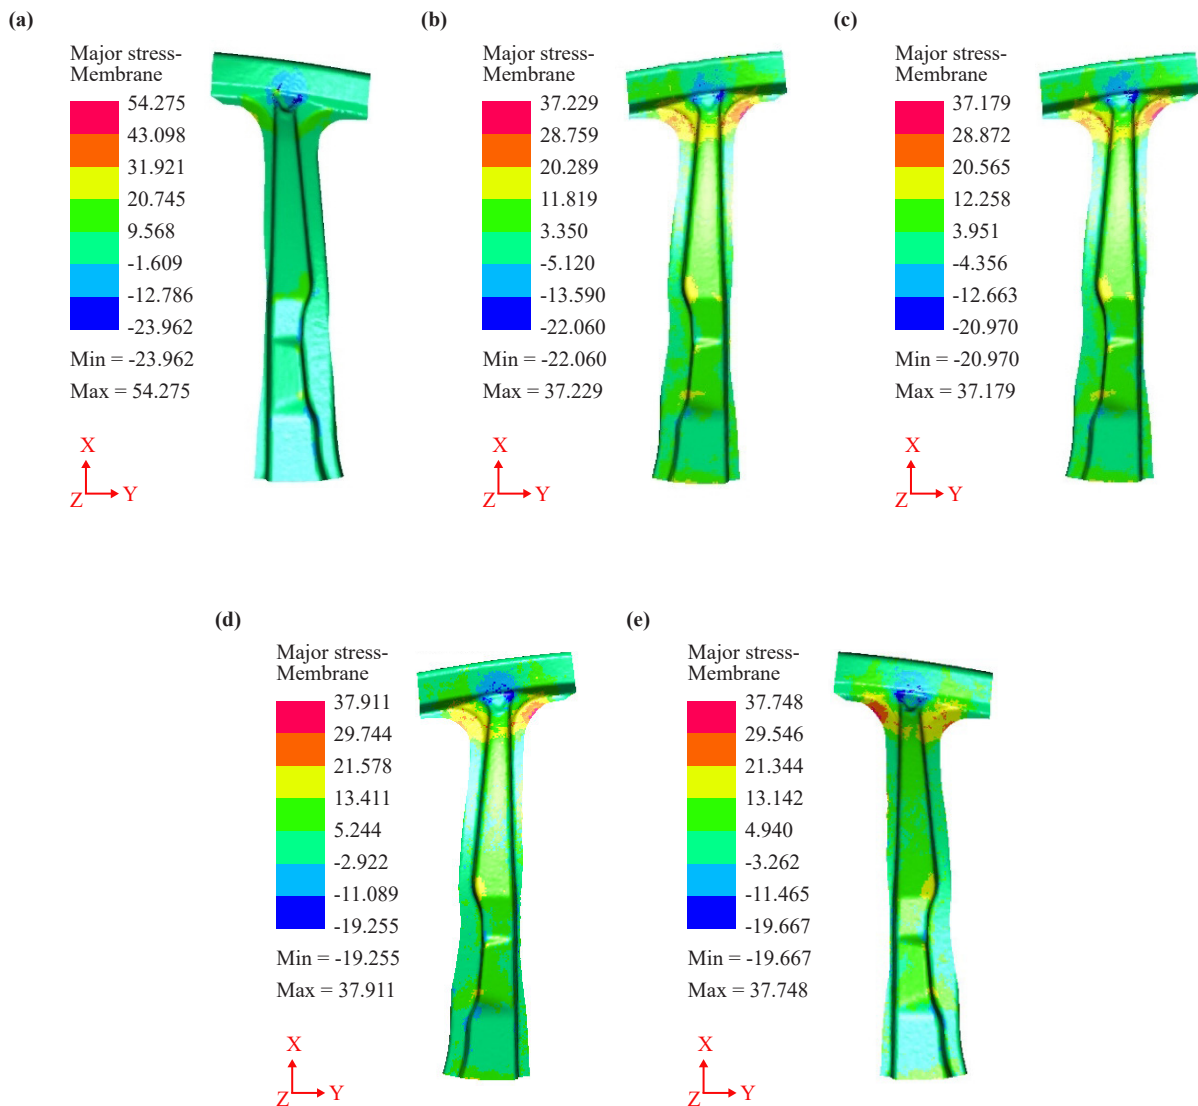 (a)
Major stress-
Membrane
54.275
43.098
31.921
20.745
9.568
-1.609
-12.786
-23.962
Min = -23.962
Max = 54.275
X
Z
Y
(b)
Major stress-
Membrane
37.229
28.759
20.289
11.819
3.350
-5.120
-13.590
-22.060
Min = -22.060
Max = 37.229
X
Z
Y
(c)
Major stress-
Membrane
37.179
28.872
20.565
12.258
3.951
-4.356
-12.663
-20.970
Min = -20.970
Max = 37.179
X
Z
Y
(d)
Major stress-
Membrane
37.911
29.744
21.578
13.411
5.244
-2.922
-11.089
-19.255
Min = -19.255
Max = 37.911
X
Z
Y
(e)
Major stress-
Membrane
37.748
29.546
21.344
13.142
4.940
-3.262
-11.465
-19.667
Min = -19.667
Max = 37.748
X
Z
Y